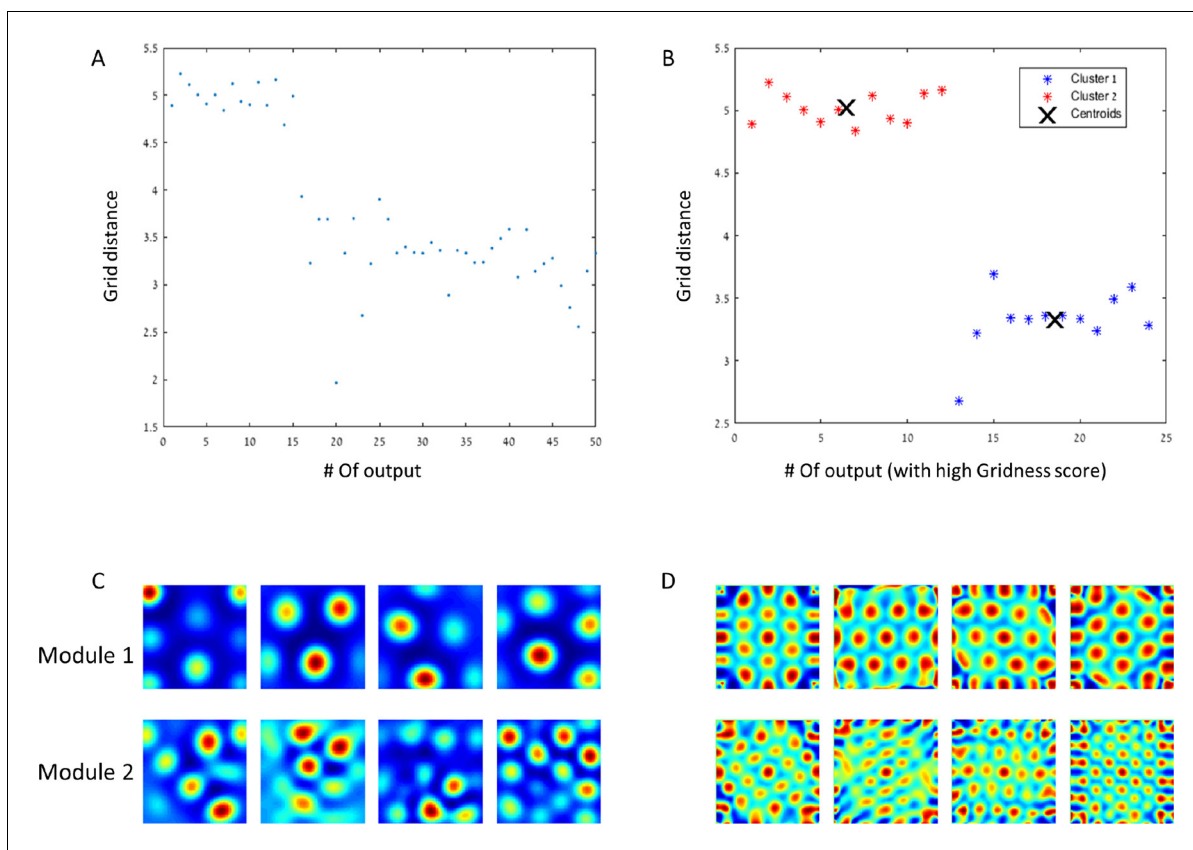 A
5.5
5
4.5
4
3.5
3
2.5
2
1.5
Grid distance
0 5 10 15 20 25 30 35 40 45 50
# Of output
B
5.5
5
4.5
4
3.5
3
2.5
Grid distance
0 5 10 15 20 25
# Of output (with high Gridness score)
Cluster 1
Cluster 2
Centroids
C
D
Module 1
Module 2